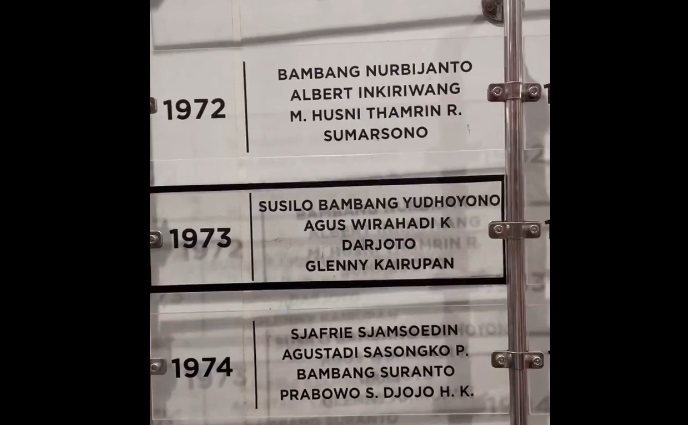 1972
BAMBANG NURBIJANTO
ALBERT INKIRIWANG
M. HUSNI THAMRIN R.
SUMARSONO
1973
SUSILO BAMBANG YUDHOYONO
AGUS WIRAHADI K
DARJOTO
GLENNY KAIRUPAN
1974
SJAFRIE SJAMSOEDIN
AGUSTADI SASONGKO P.
BAMBANG SURANTO
PRABOWO S. DJOJO H. K.